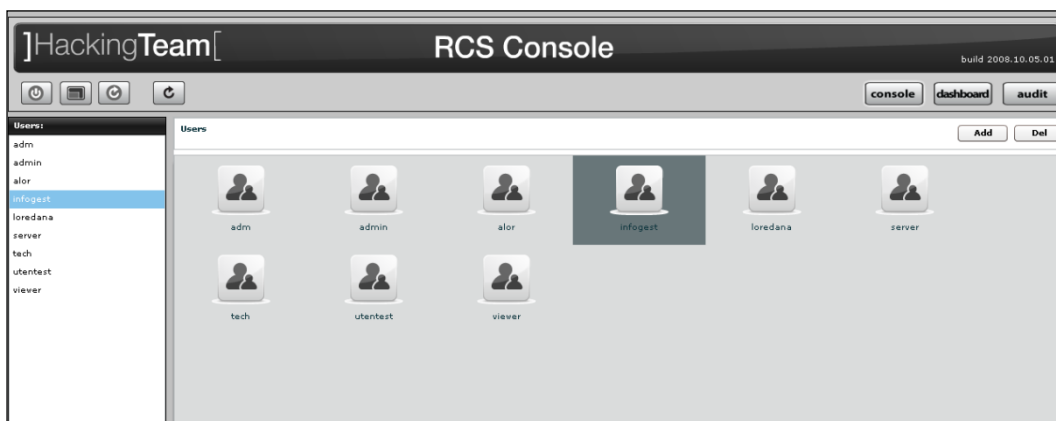 ]HackingTeam[
RCS Console
build 2008.10.05.01
console dashboard audit
Users:
adm
admin
alor
infogest
loredana
server
tech
utentest
viewer
Users
Add Del
adm admin alor infogest loredana server
tech utentest viewer